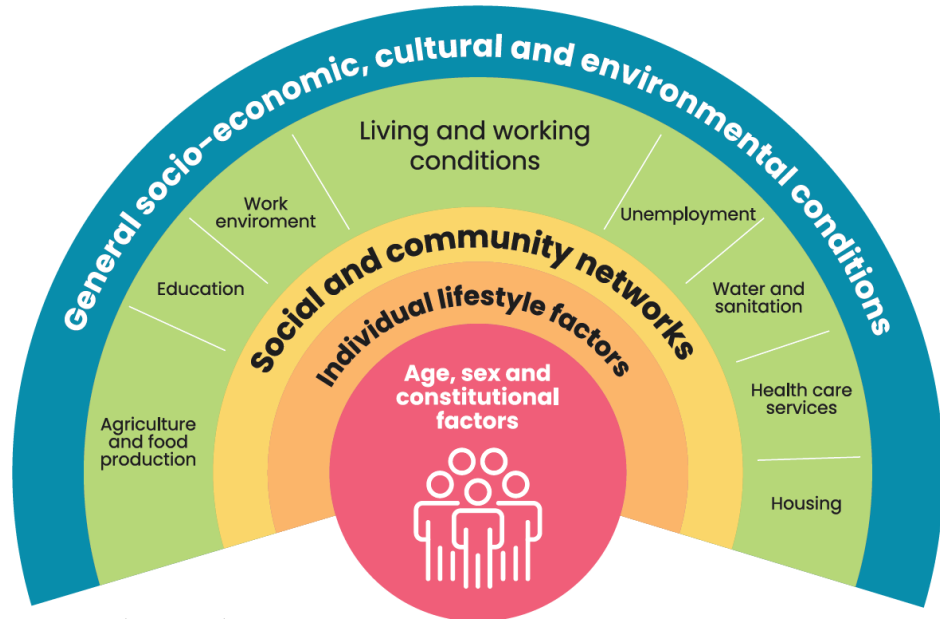 General socio-economic, cultural and environmental conditions
Living and working
conditions
Work
enviroment
Unemployment
Education
Water and
sanitation
Agriculture
and food
production
Health care
services
Housing
Social and community networks
Individual lifestyle factors
Age, sex and
constitutional
factors